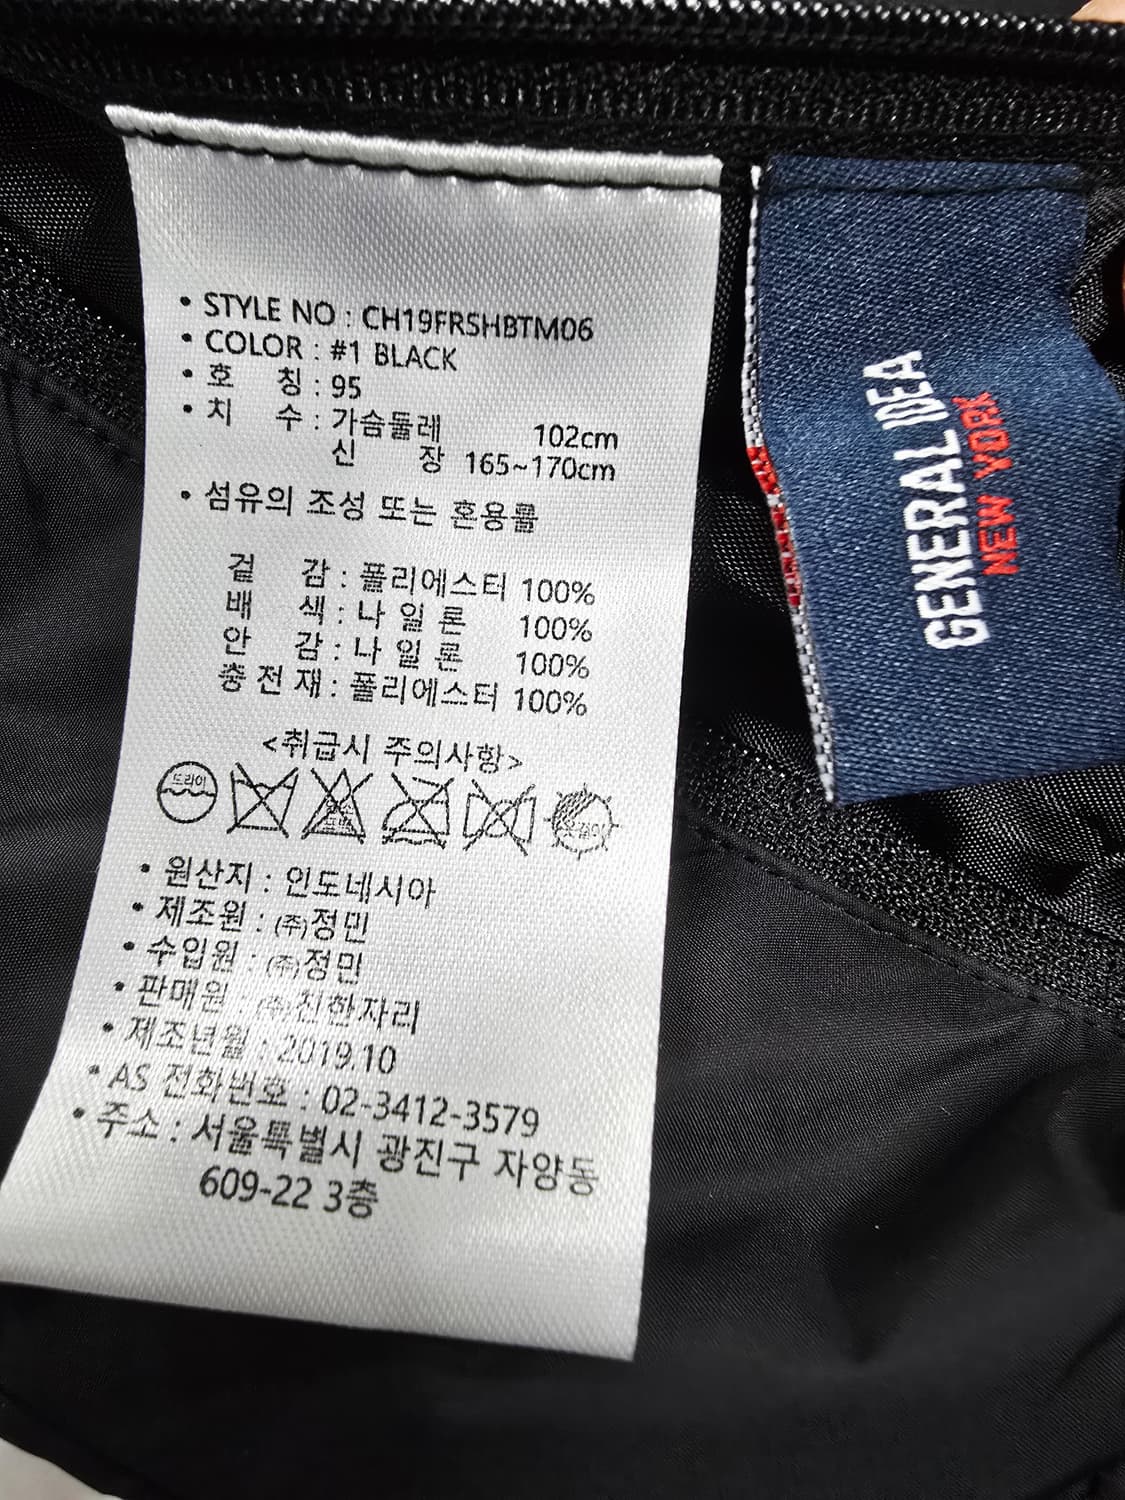 • STYLE NO : CH19FRSHBTM06
• COLOR : #1 BLACK
• 호 칭 : 95
• 치 수 : 가슴둘레 102cm
신 장 165~170cm
• 섬유의 조성 또는 혼용률
겉 감 : 폴리에스터 100%
배 색 : 나 일 론 100%
안 감 : 나 일 론 100%
충 전 재 : 폴리에스터 100%
<취급시 주의사항>
드라이
옷걸이
• 원산지 : 인도네시아
• 제조원 : ㈜정민
• 수입원 : ㈜정민
• 판매원 : ㈜친한자리
• 제조년월 : 2019.10
• AS 전화번호 : 02-3412-3579
• 주소 : 서울특별시 광진구 자양동
609-22 3층
GENERAL IDEA
NEW YORK